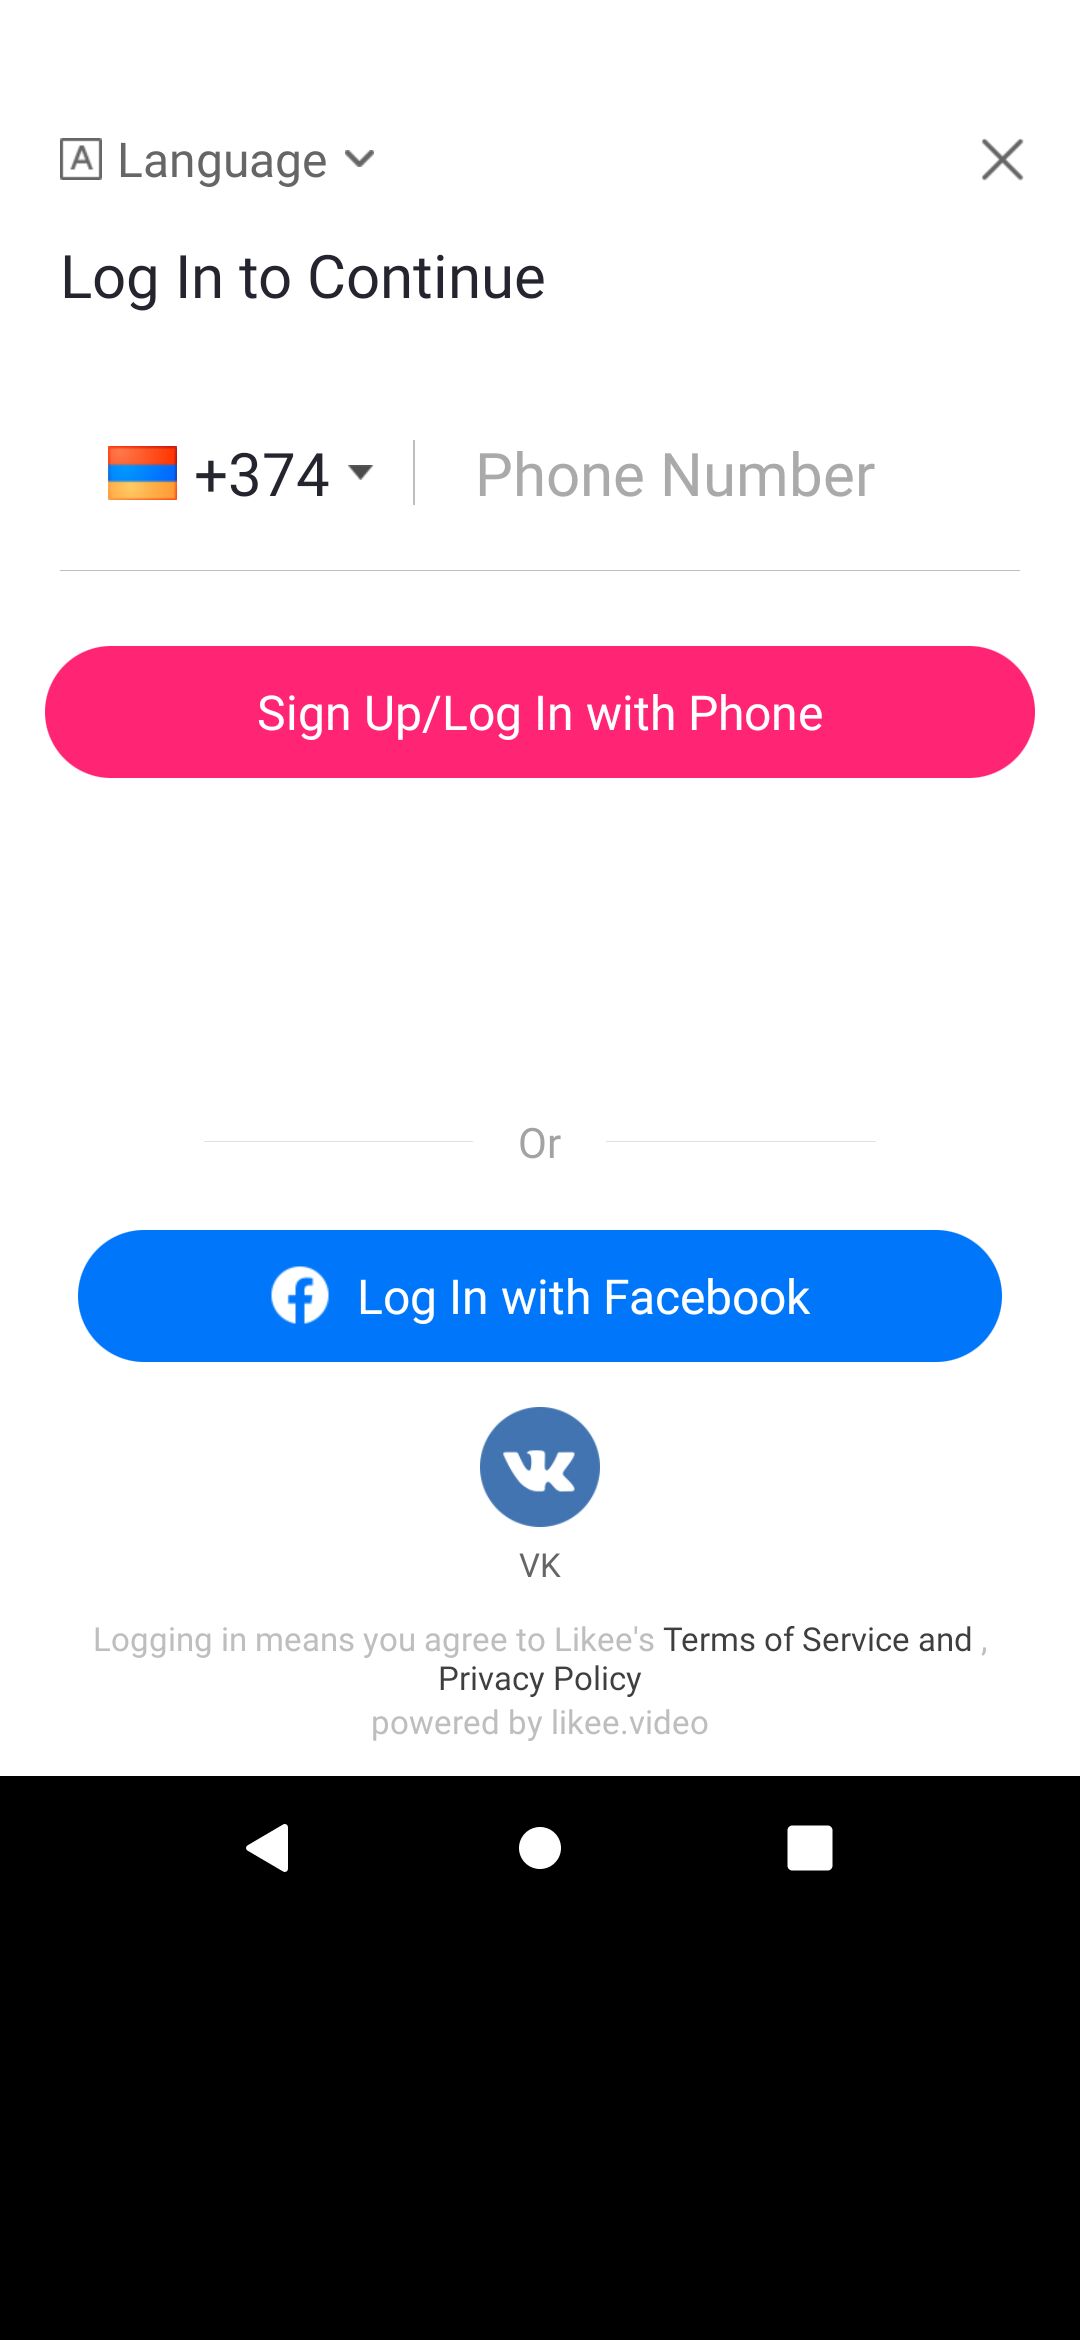 A Language
Log In to Continue
+374 Phone Number
Sign Up/Log In with Phone
Or
Log In with Facebook
VK
Logging in means you agree to Likee's Terms of Service and ,
Privacy Policy
powered by likee.video